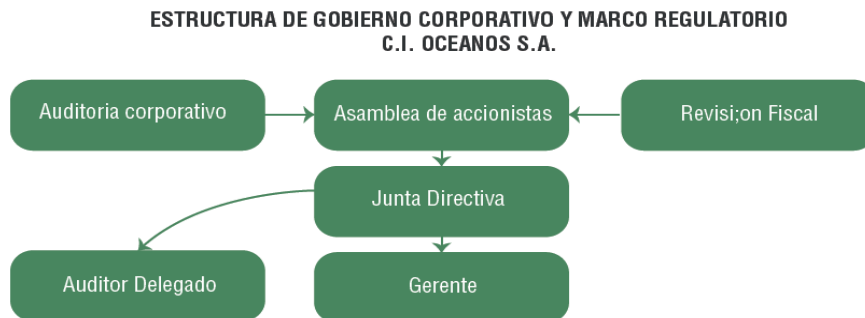 ESTRUCTURA DE GOBIERNO CORPORATIVO Y MARCO REGULATORIO
C.I. OCEANOS S.A.
Auditoria corporativo
Asamblea de accionistas
Revisi;on Fiscal
Junta Directiva
Auditor Delegado
Gerente